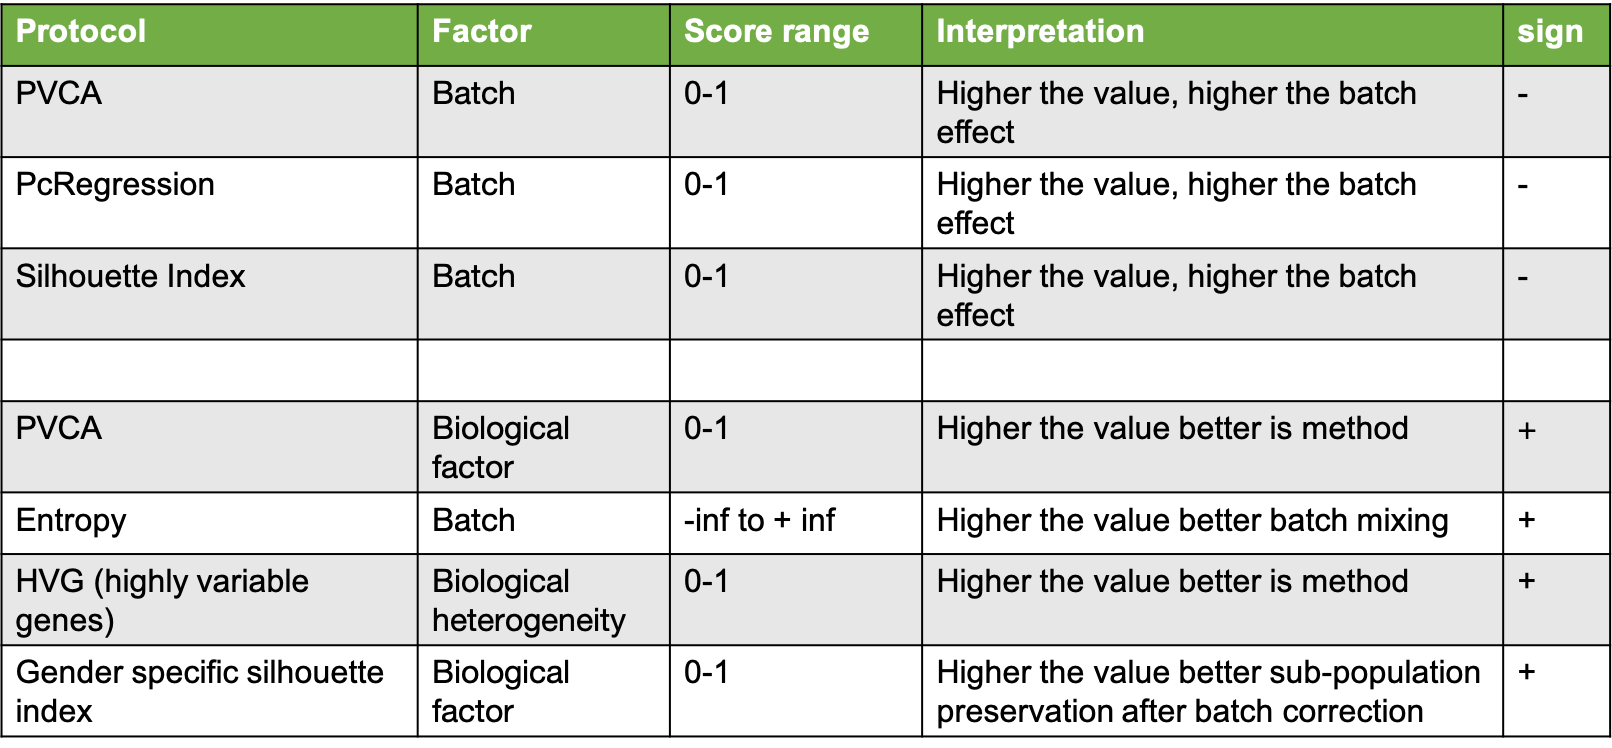 Protocol Factor Score range Interpretation sign
PVCA Batch 0-1 Higher the value, higher the batch -
effect
PcRegression Batch 0-1 Higher the value, higher the batch -
effect
Silhouette Index Batch 0-1 Higher the value, higher the batch -
effect
PVCA Biological 0-1 Higher the value better is method +
factor
Entropy Batch -inf to + inf Higher the value better batch mixing +
HVG (highly variable Biological 0-1 Higher the value better is method +
genes) heterogeneity
Gender specific silhouette Biological 0-1 Higher the value better sub-population +
index factor preservation after batch correction